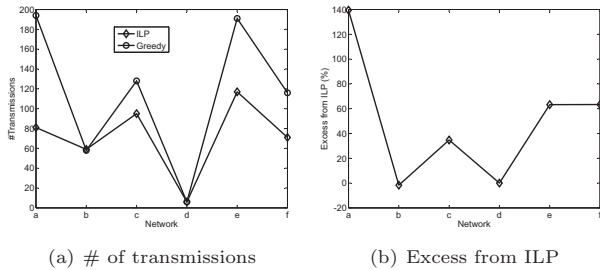 200
180
160
140
120
100
80
60
40
20
0
#Transmissions
ILP
Greedy
a b c d e f
Network
(a) # of transmissions
140
120
100
80
60
40
20
0
-20
Excess from ILP (%)
a b c d e f
Network
(b) Excess from ILP